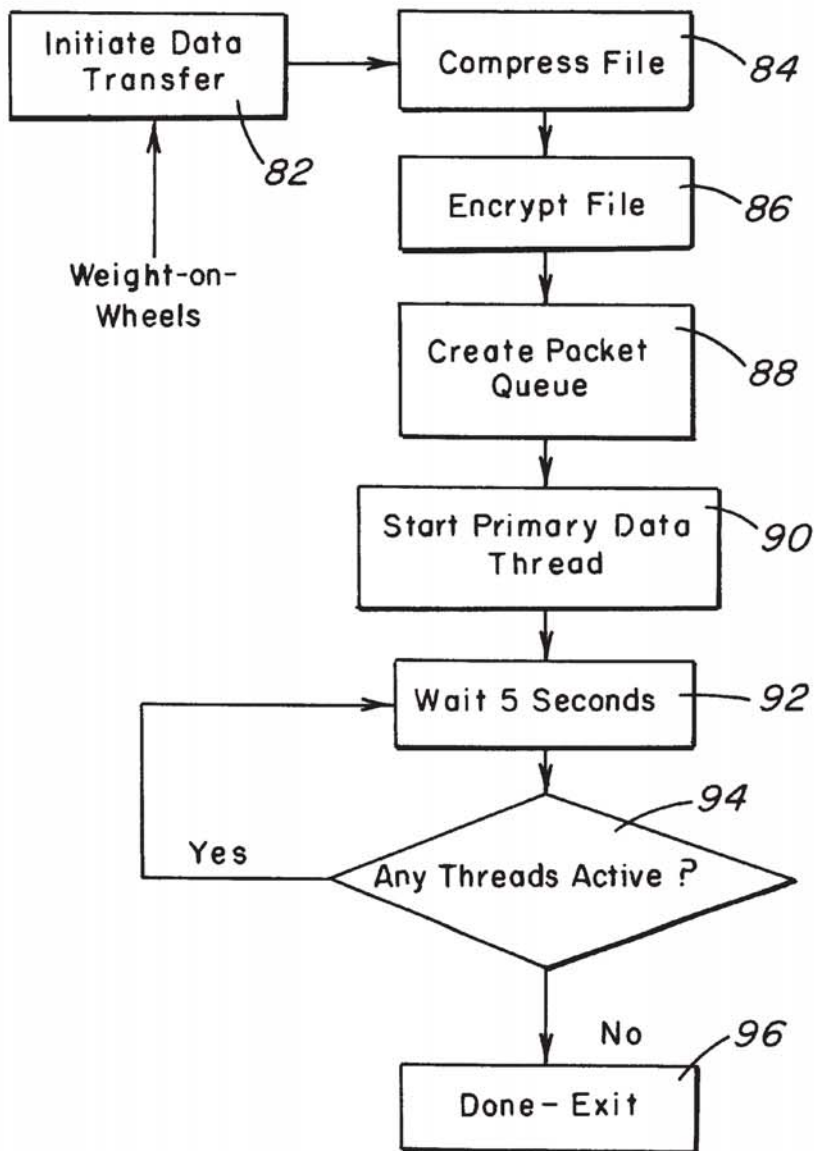 Initiate Data
Transfer
82
Weight-on-
Wheels
Compress File
84
Encrypt File
86
Create Packet
Queue
88
Start Primary Data
Thread
90
Wait 5 Seconds
92
94
Yes
Any Threads Active ?
No
96
Done - Exit